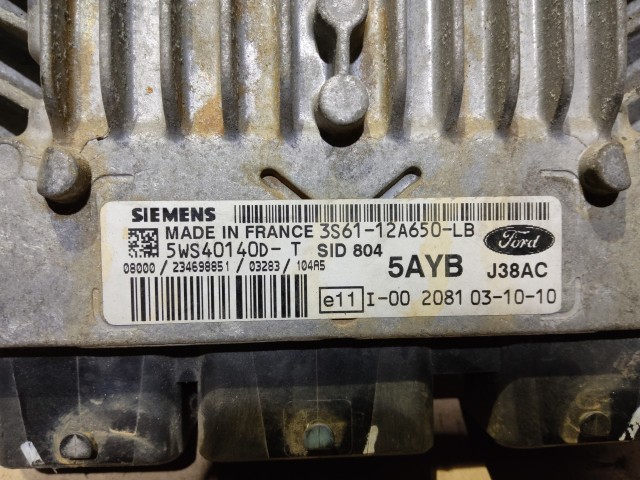 SIEMENS
MADE IN FRANCE 3S61-12A650-LB
5WS40140D- T SID 804
Ford
08000 / 234698851 / 03283 / 104A5
5AYB J38AC
e11 I-00 2081 03-10-10